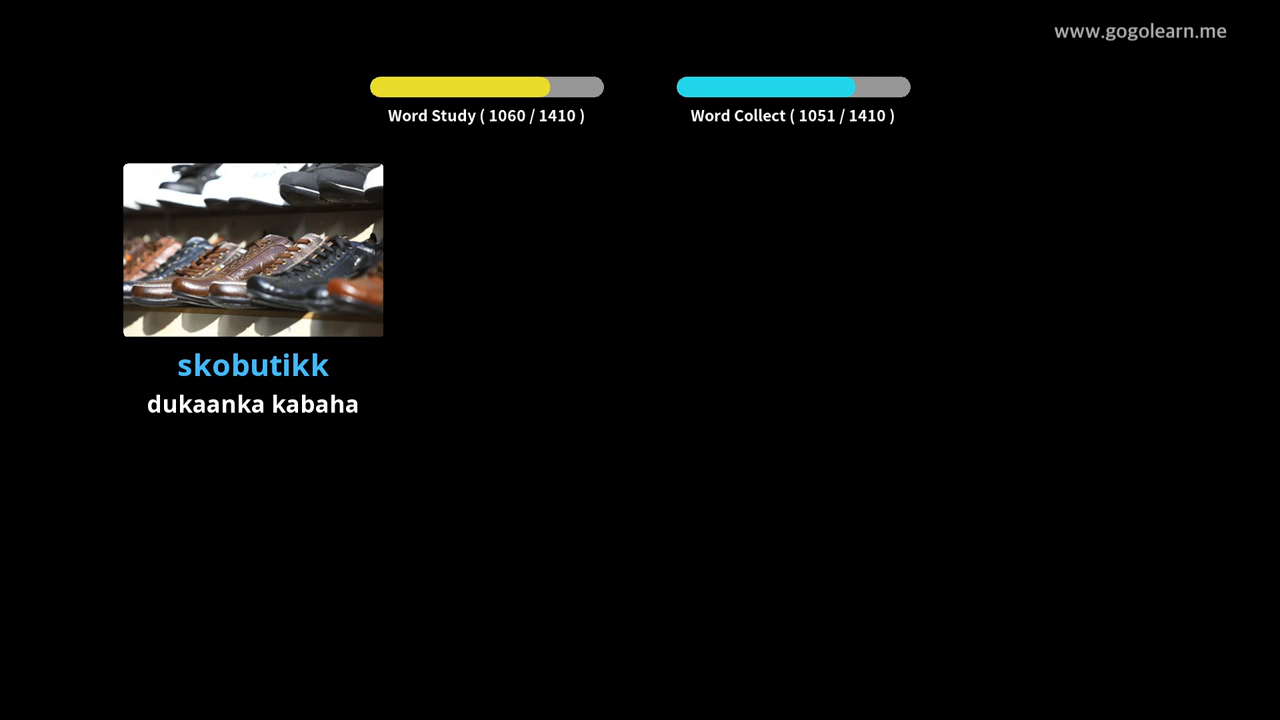 www.gogolearn.me
Word Study ( 1060 / 1410 )
Word Collect ( 1051 / 1410 )
skobutikk
dukaanka kabaha